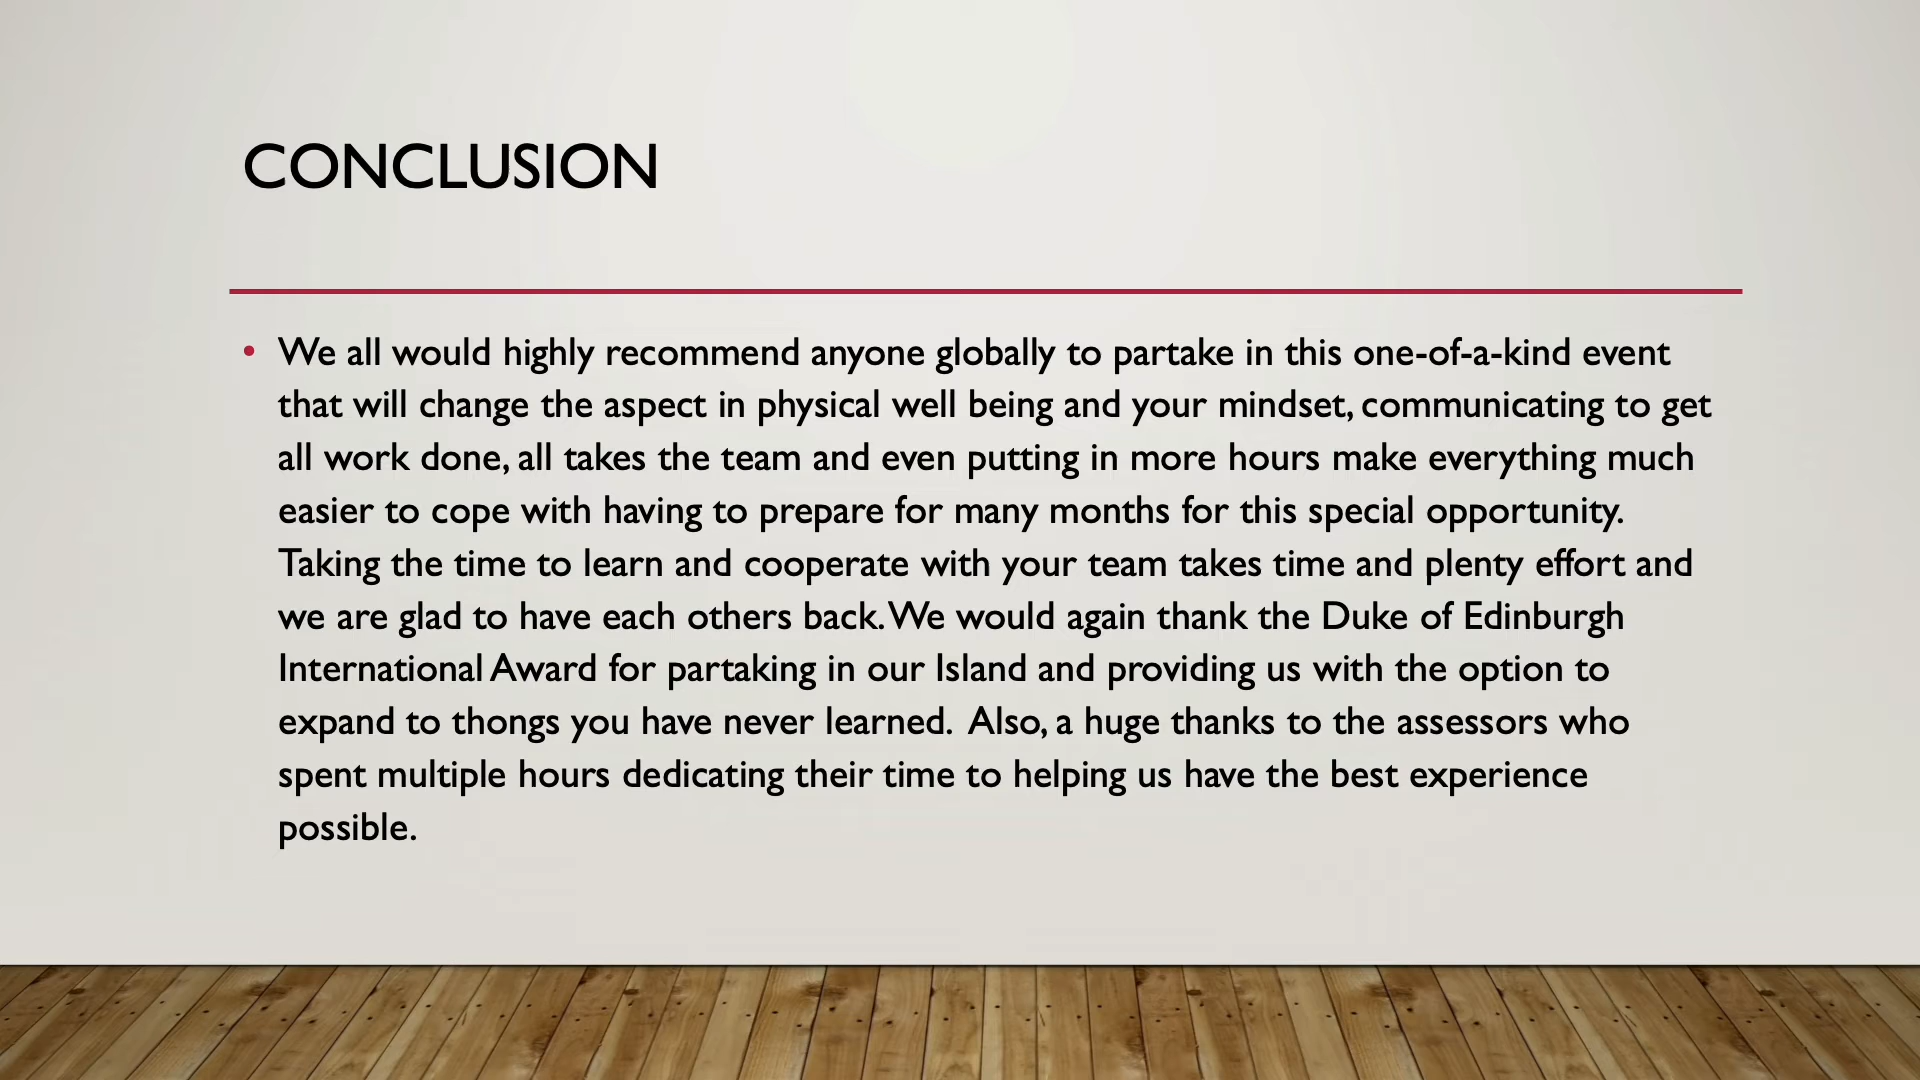 CONCLUSION
• We all would highly recommend anyone globally to partake in this one-of-a-kind event
that will change the aspect in physical well being and your mindset, communicating to get
all work done, all takes the team and even putting in more hours make everything much
easier to cope with having to prepare for many months for this special opportunity.
Taking the time to learn and cooperate with your team takes time and plenty effort and
we are glad to have each others back. We would again thank the Duke of Edinburgh
International Award for partaking in our Island and providing us with the option to
expand to thongs you have never learned.  Also, a huge thanks to the assessors who
spent multiple hours dedicating their time to helping us have the best experience
possible.